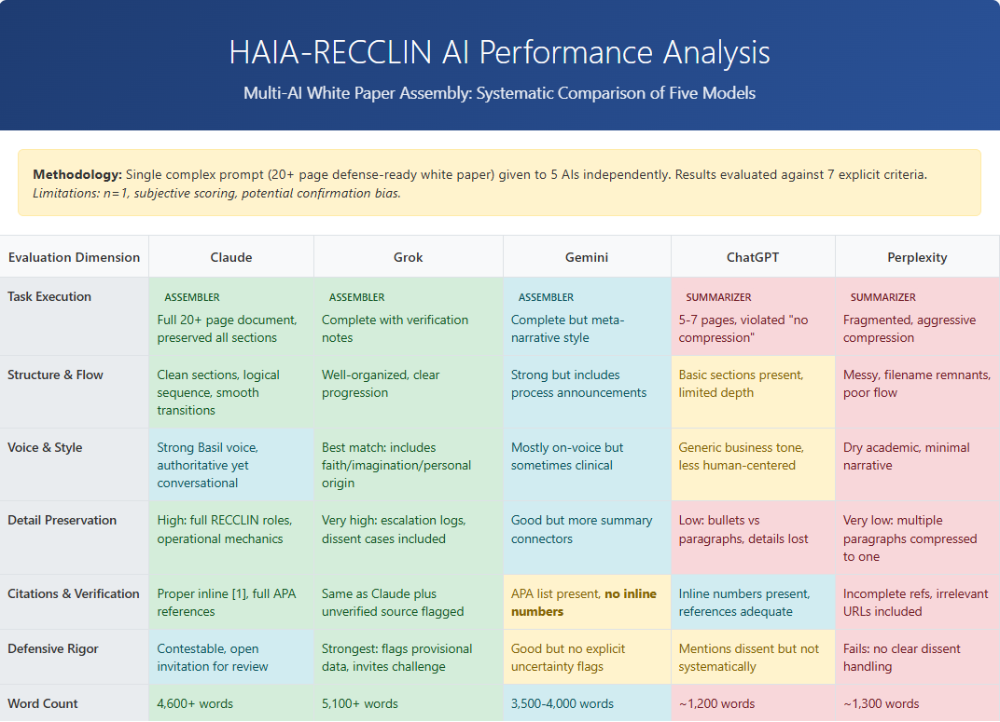 HAIA-RECCLIN AI Performance Analysis
Multi-AI White Paper Assembly: Systematic Comparison of Five Models
Methodology: Single complex prompt (20+ page defense-ready white paper) given to 5 AIs independently. Results evaluated against 7 explicit criteria.
Limitations: n=1, subjective scoring, potential confirmation bias.
Evaluation Dimension
Claude
Grok
Gemini
ChatGPT
Perplexity
Task Execution
ASSEMBLER
Full 20+ page document,
preserved all sections
ASSEMBLER
Complete with verification
notes
ASSEMBLER
Complete but meta-
narrative style
SUMMARIZER
5-7 pages, violated "no
compression"
SUMMARIZER
Fragmented, aggressive
compression
Structure & Flow
Clean sections, logical
sequence, smooth
transitions
Well-organized, clear
progression
Strong but includes
process announcements
Basic sections present,
limited depth
Messy, filename remnants,
poor flow
Voice & Style
Strong Basil voice,
authoritative yet
conversational
Best match: includes
faith/imagination/personal
origin
Mostly on-voice but
sometimes clinical
Generic business tone,
less human-centered
Dry academic, minimal
narrative
Detail Preservation
High: full RECCLIN roles,
operational mechanics
Very high: escalation logs,
dissent cases included
Good but more summary
connectors
Low: bullets vs
paragraphs, details lost
Very low: multiple
paragraphs compressed
to one
Citations & Verification
Proper inline [1], full APA
references
Same as Claude plus
unverified source flagged
APA list present, no inline
numbers
Inline numbers present,
references adequate
Incomplete refs, irrelevant
URLs included
Defensive Rigor
Contestable, open
invitation for review
Strongest: flags provisional
data, invites challenge
Good but no explicit
uncertainty flags
Mentions dissent but not
systematically
Fails: no clear dissent
handling
Word Count
4,600+ words
5,100+ words
3,500-4,000 words
~1,200 words
~1,300 words